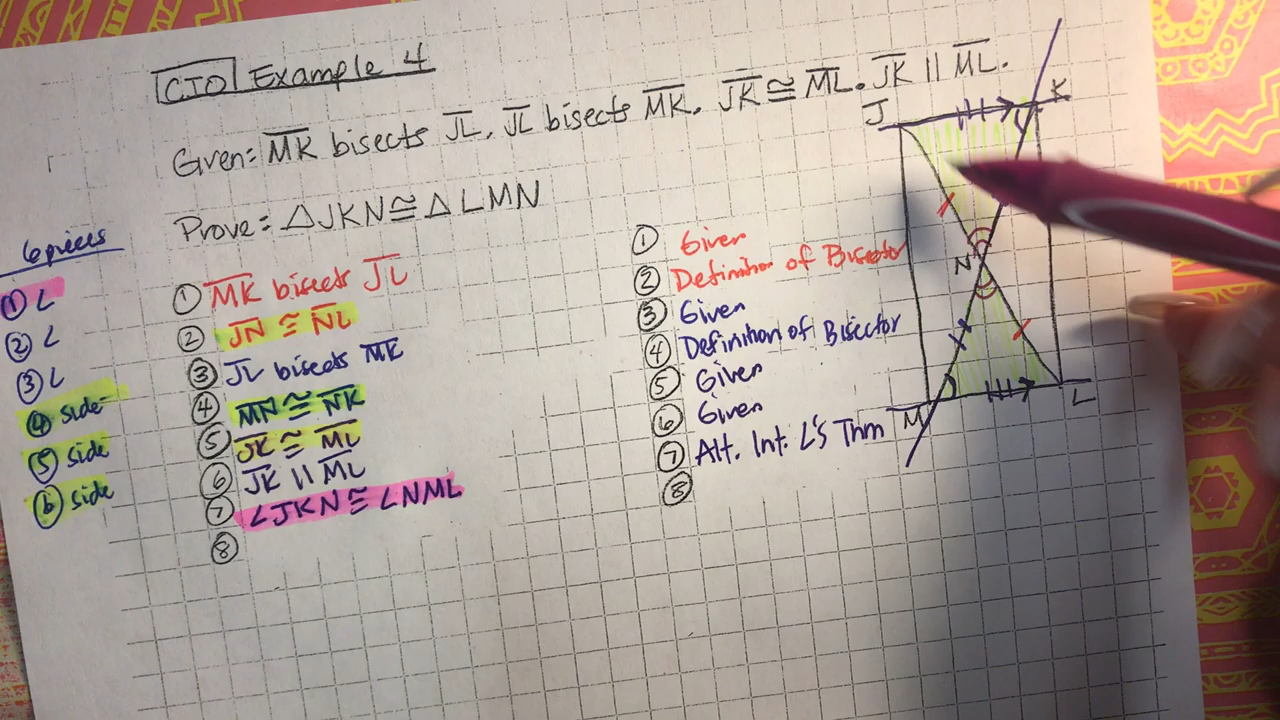 CTO Example 4
Given: MK bisects JL. JL bisects MK. JK ≅ ML. JK || ML.
Prove: △JKN ≅ △LMN
6 pieces
① ∠
② ∠
③ ∠
④ side
⑤ side
⑥ side
① MK bisects JL
② JN ≅ NL
③ JL bisects MK
④ MN ≅ NK
⑤ JK ≅ ML
⑥ JK || ML
⑦ ∠JKN ≅ ∠NML
⑧
① Given
② Definition of Bisector
③ Given
④ Definition of Bisector
⑤ Given
⑥ Given
⑦ Alt. Int. ∠'s Thm
⑧
J K
N
M L